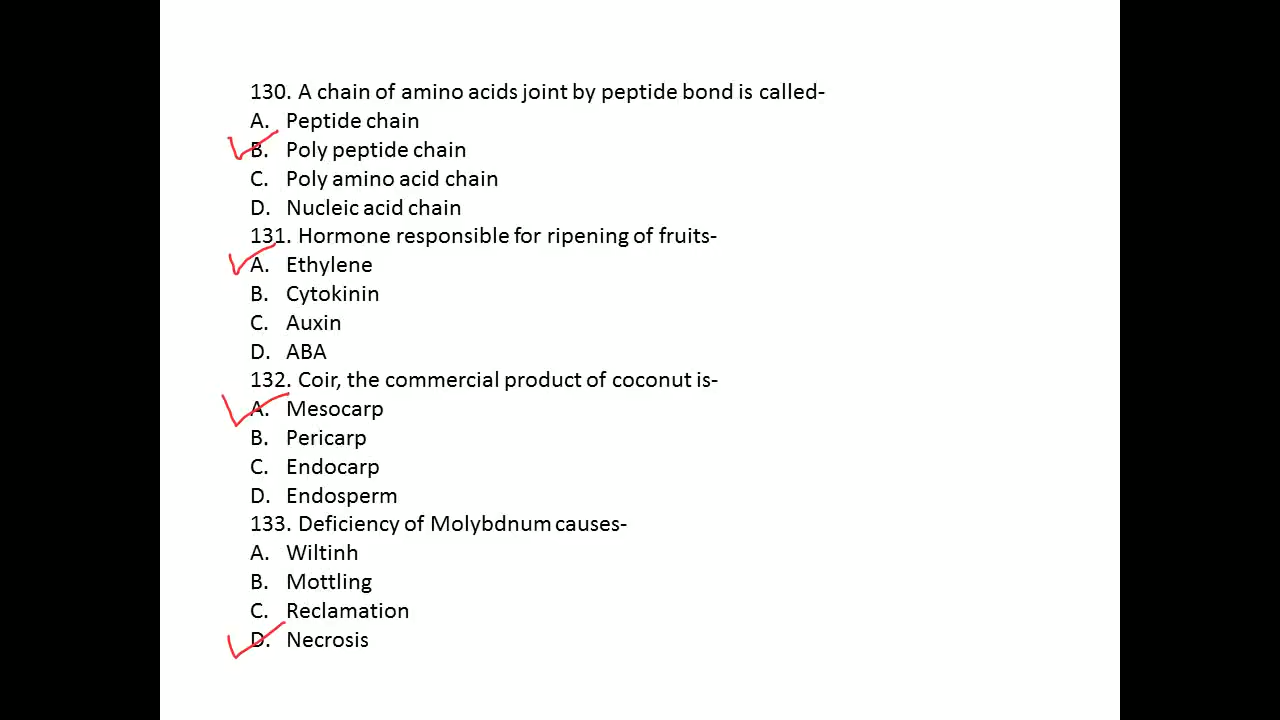 130. A chain of amino acids joint by peptide bond is called-
A. Peptide chain
B. Poly peptide chain
C. Poly amino acid chain
D. Nucleic acid chain
131. Hormone responsible for ripening of fruits-
A. Ethylene
B. Cytokinin
C. Auxin
D. ABA
132. Coir, the commercial product of coconut is-
A. Mesocarp
B. Pericarp
C. Endocarp
D. Endosperm
133. Deficiency of Molybdnum causes-
A. Wiltinh
B. Mottling
C. Reclamation
D. Necrosis